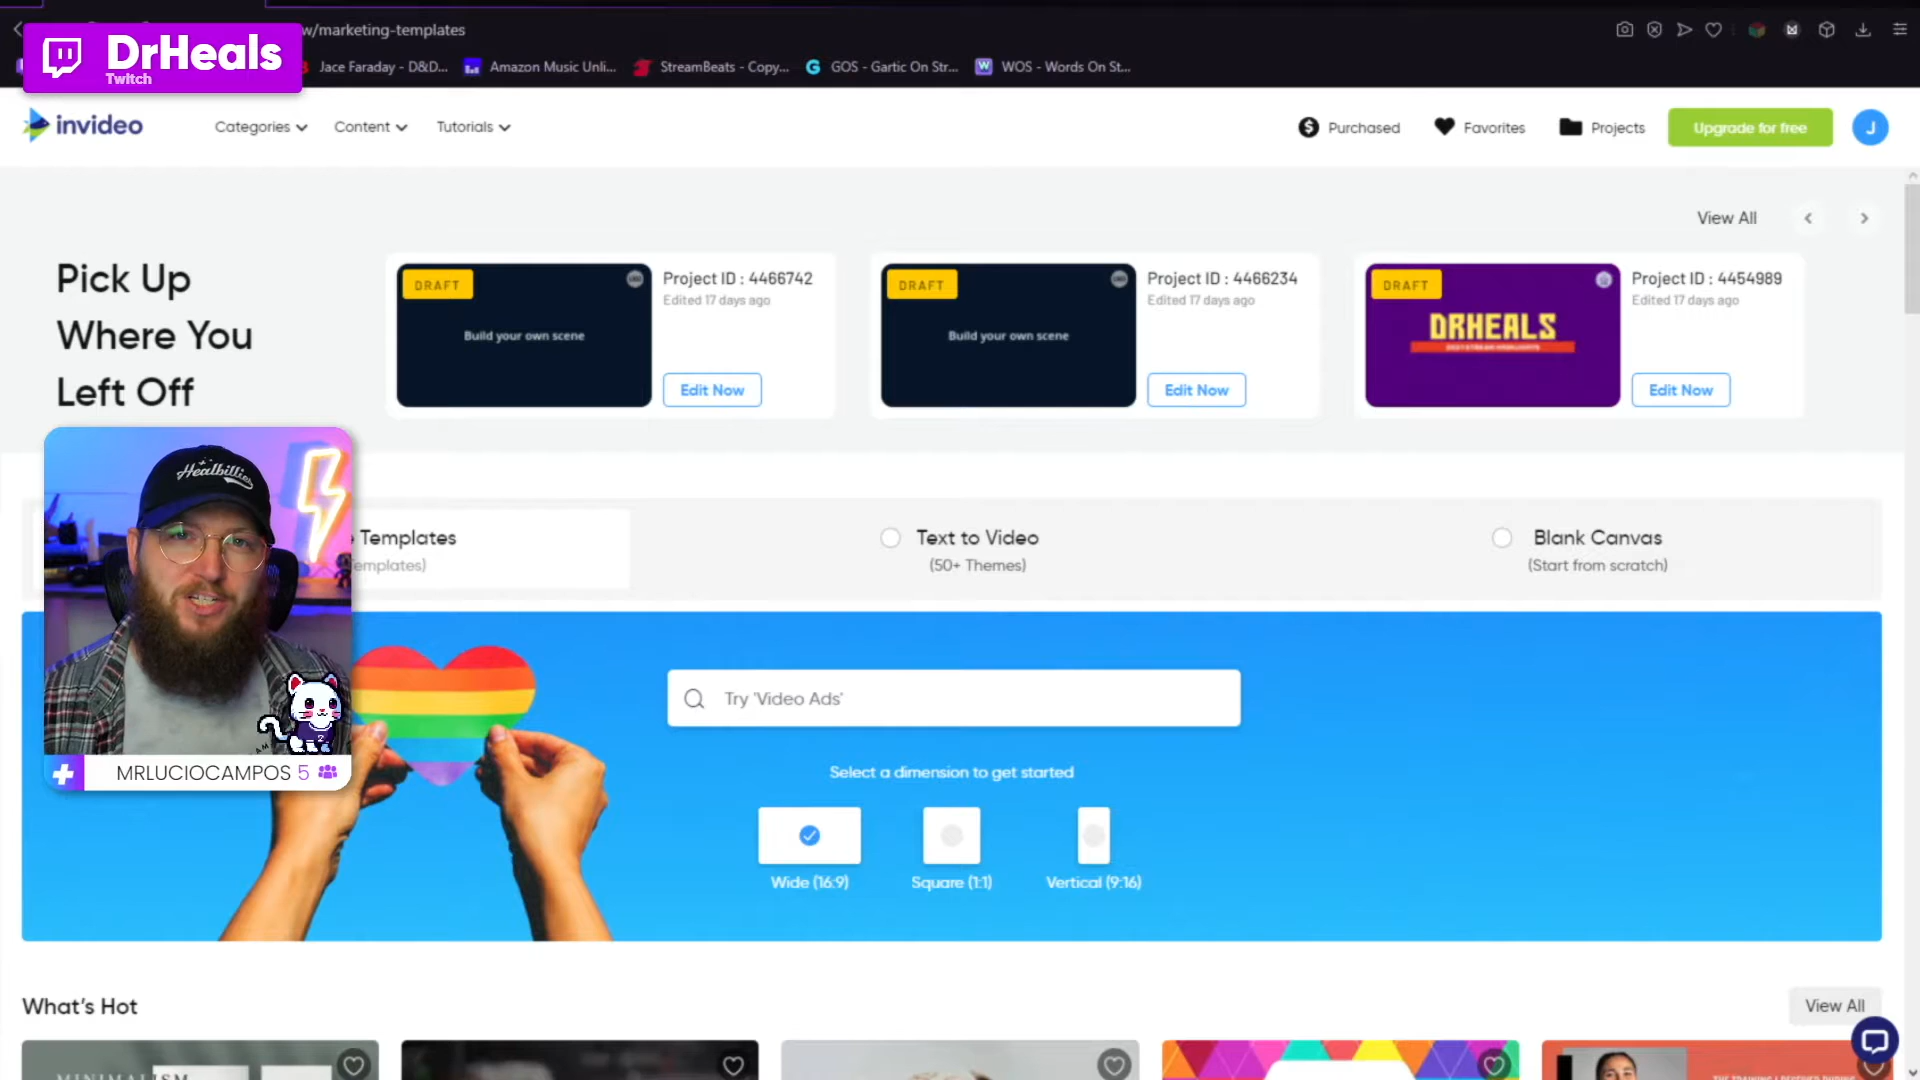 DrHeals
Twitch
w/marketing-templates
Jace Faraday - D&D...
Amazon Music Unli...
StreamBeats - Copy...
GOS - Gartic On Str...
WOS - Words On St...
invideo
Categories
Content
Tutorials
Purchased
Favorites
Projects
Upgrade for free
J
View All
Pick Up
Where You
Left Off
DRAFT
Build your own scene
Project ID : 4466742
Edited 17 days ago
Edit Now
DRAFT
Build your own scene
Project ID : 4466234
Edited 17 days ago
Edit Now
DRAFT
DRHEALS
Project ID : 4454989
Edited 17 days ago
Edit Now
Healbillies
Templates
templates)
Text to Video
(50+ Themes)
Blank Canvas
(Start from scratch)
Try 'Video Ads'
MRLUCIOCAMPOS 5
Select a dimension to get started
Wide (16:9)
Square (1:1)
Vertical (9:16)
What's Hot
View All
MINIMALISM